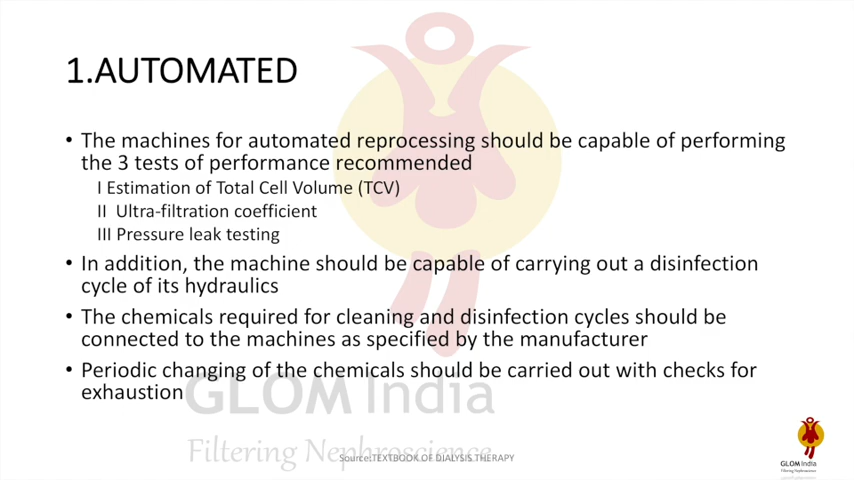 1.AUTOMATED
• The machines for automated reprocessing should be capable of performing
the 3 tests of performance recommended
I Estimation of Total Cell Volume (TCV)
II Ultra-filtration coefficient
III Pressure leak testing
• In addition, the machine should be capable of carrying out a disinfection
cycle of its hydraulics
• The chemicals required for cleaning and disinfection cycles should be
connected to the machines as specified by the manufacturer
• Periodic changing of the chemicals should be carried out with checks for
exhaustion
GLOM India
Filtering Nephroscience
Source:TEXTBOOK OF DIALYSIS THERAPY
GLOM India
Filtering Nephroscience